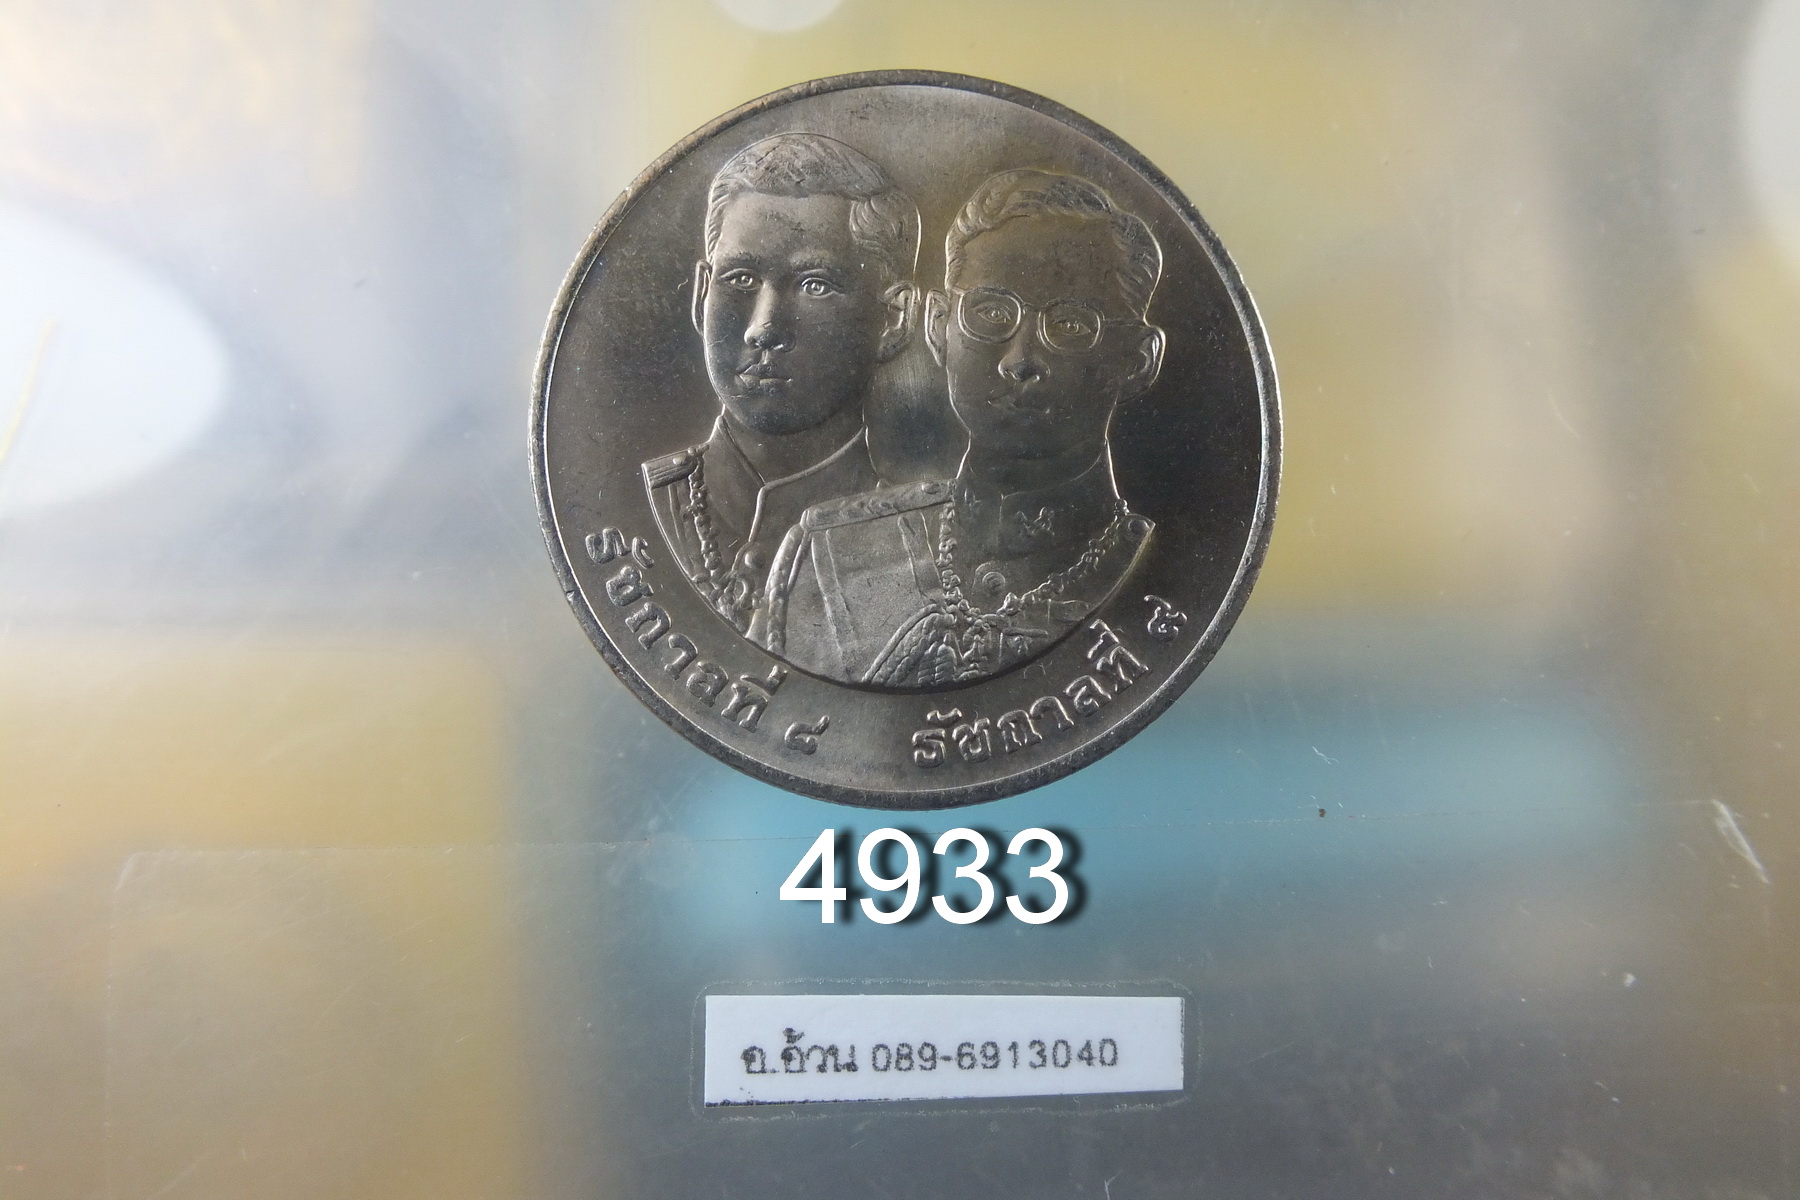 รัชกาลที่ ๘ รัชกาลที่ ๙
4933
อ.อ้วน 089-6913040